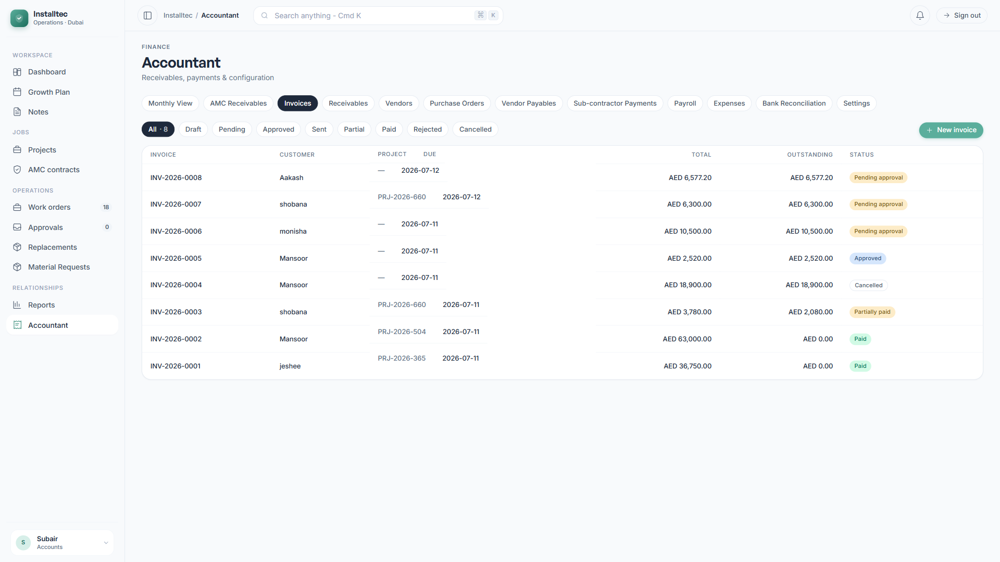 Installtec
Operations · Dubai
WORKSPACE
Dashboard
Growth Plan
Notes
JOBS
Projects
AMC contracts
OPERATIONS
Work orders 18
Approvals 0
Replacements
Material Requests
RELATIONSHIPS
Reports
Accountant
S
Subair
Accounts
Installtec / Accountant
Search anything - Cmd K
⌘ K
Sign out
FINANCE
Accountant
Receivables, payments & configuration
Monthly View AMC Receivables Invoices Receivables Vendors Purchase Orders Vendor Payables Sub-contractor Payments Payroll Expenses Bank Reconciliation Settings
All · 8 Draft Pending Approved Sent Partial Paid Rejected Cancelled
+ New invoice
INVOICE CUSTOMER PROJECT DUE TOTAL OUTSTANDING STATUS
INV-2026-0008 Aakash — 2026-07-12 AED 6,577.20 AED 6,577.20 Pending approval
INV-2026-0007 shobana PRJ-2026-660 2026-07-12 AED 6,300.00 AED 6,300.00 Pending approval
INV-2026-0006 monisha — 2026-07-11 AED 10,500.00 AED 10,500.00 Pending approval
INV-2026-0005 Mansoor — 2026-07-11 AED 2,520.00 AED 2,520.00 Approved
INV-2026-0004 Mansoor — 2026-07-11 AED 18,900.00 AED 18,900.00 Cancelled
INV-2026-0003 shobana PRJ-2026-660 2026-07-11 AED 3,780.00 AED 2,080.00 Partially paid
INV-2026-0002 Mansoor PRJ-2026-504 2026-07-11 AED 63,000.00 AED 0.00 Paid
INV-2026-0001 jeshee PRJ-2026-365 2026-07-11 AED 36,750.00 AED 0.00 Paid